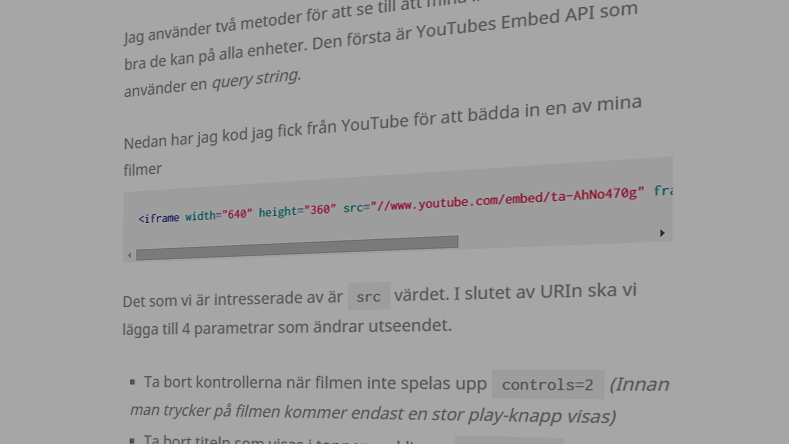 Jag använder två metoder för att se till att mina
bra de kan på alla enheter. Den första är YouTubes Embed API som
använder en query string.
Nedan har jag kod jag fick från YouTube för att bädda in en av mina
filmer
<iframe width="640" height="360" src="//www.youtube.com/embed/ta-AhNo470g" fra
Det som vi är intresserade av är src värdet. I slutet av URIn ska vi
lägga till 4 parametrar som ändrar utseendet.
▪ Ta bort kontrollerna när filmen inte spelas upp controls=2 (Innan
man trycker på filmen kommer endast en stor play-knapp visas)
▪ Ta bort titeln som visas i toppen